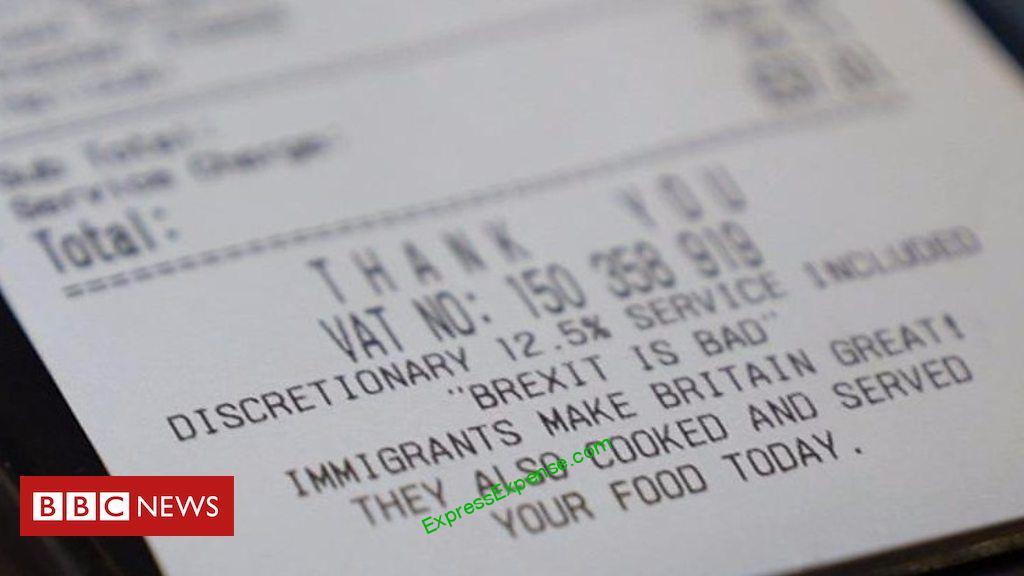 Sub Total:
Service Charge:
Total:
THANK YOU
VAT NO: 150 358 919
DISCRETIONARY 12.5% SERVICE INCLUDED
"BREXIT IS BAD"
IMMIGRANTS MAKE BRITAIN GREAT!
THEY ALSO COOKED AND SERVED
YOUR FOOD TODAY.
ExpressExpense.com
BBC NEWS